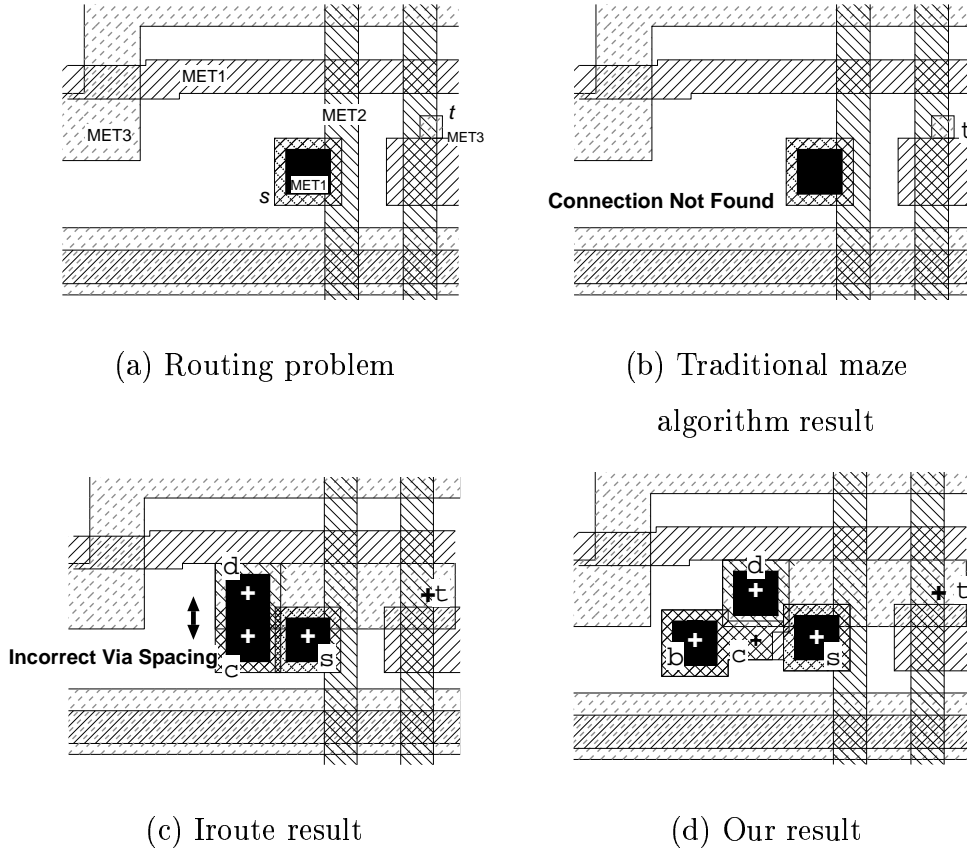 MET1
MET2
t
MET3
MET3
MET1
s
(a) Routing problem
t
Connection Not Found
(b) Traditional maze
algorithm result
d
t
Incorrect Via Spacing
c
s
(c) Iroute result
d
t
b
c
s
(d) Our result